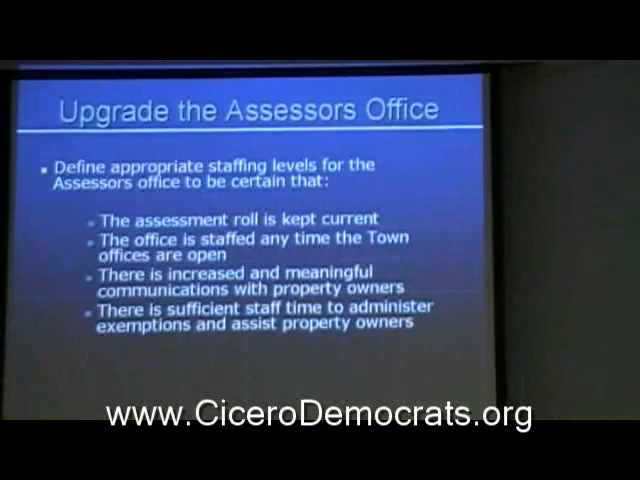 Upgrade the Assessors Office
Define appropriate staffing levels for the
Assessors office to be certain that:
The assessment roll is kept current
The office is staffed any time the Town
offices are open
There is increased and meaningful
communications with property owners
There is sufficient staff time to administer
exemptions and assist property owners
www.CiceroDemocrats.org